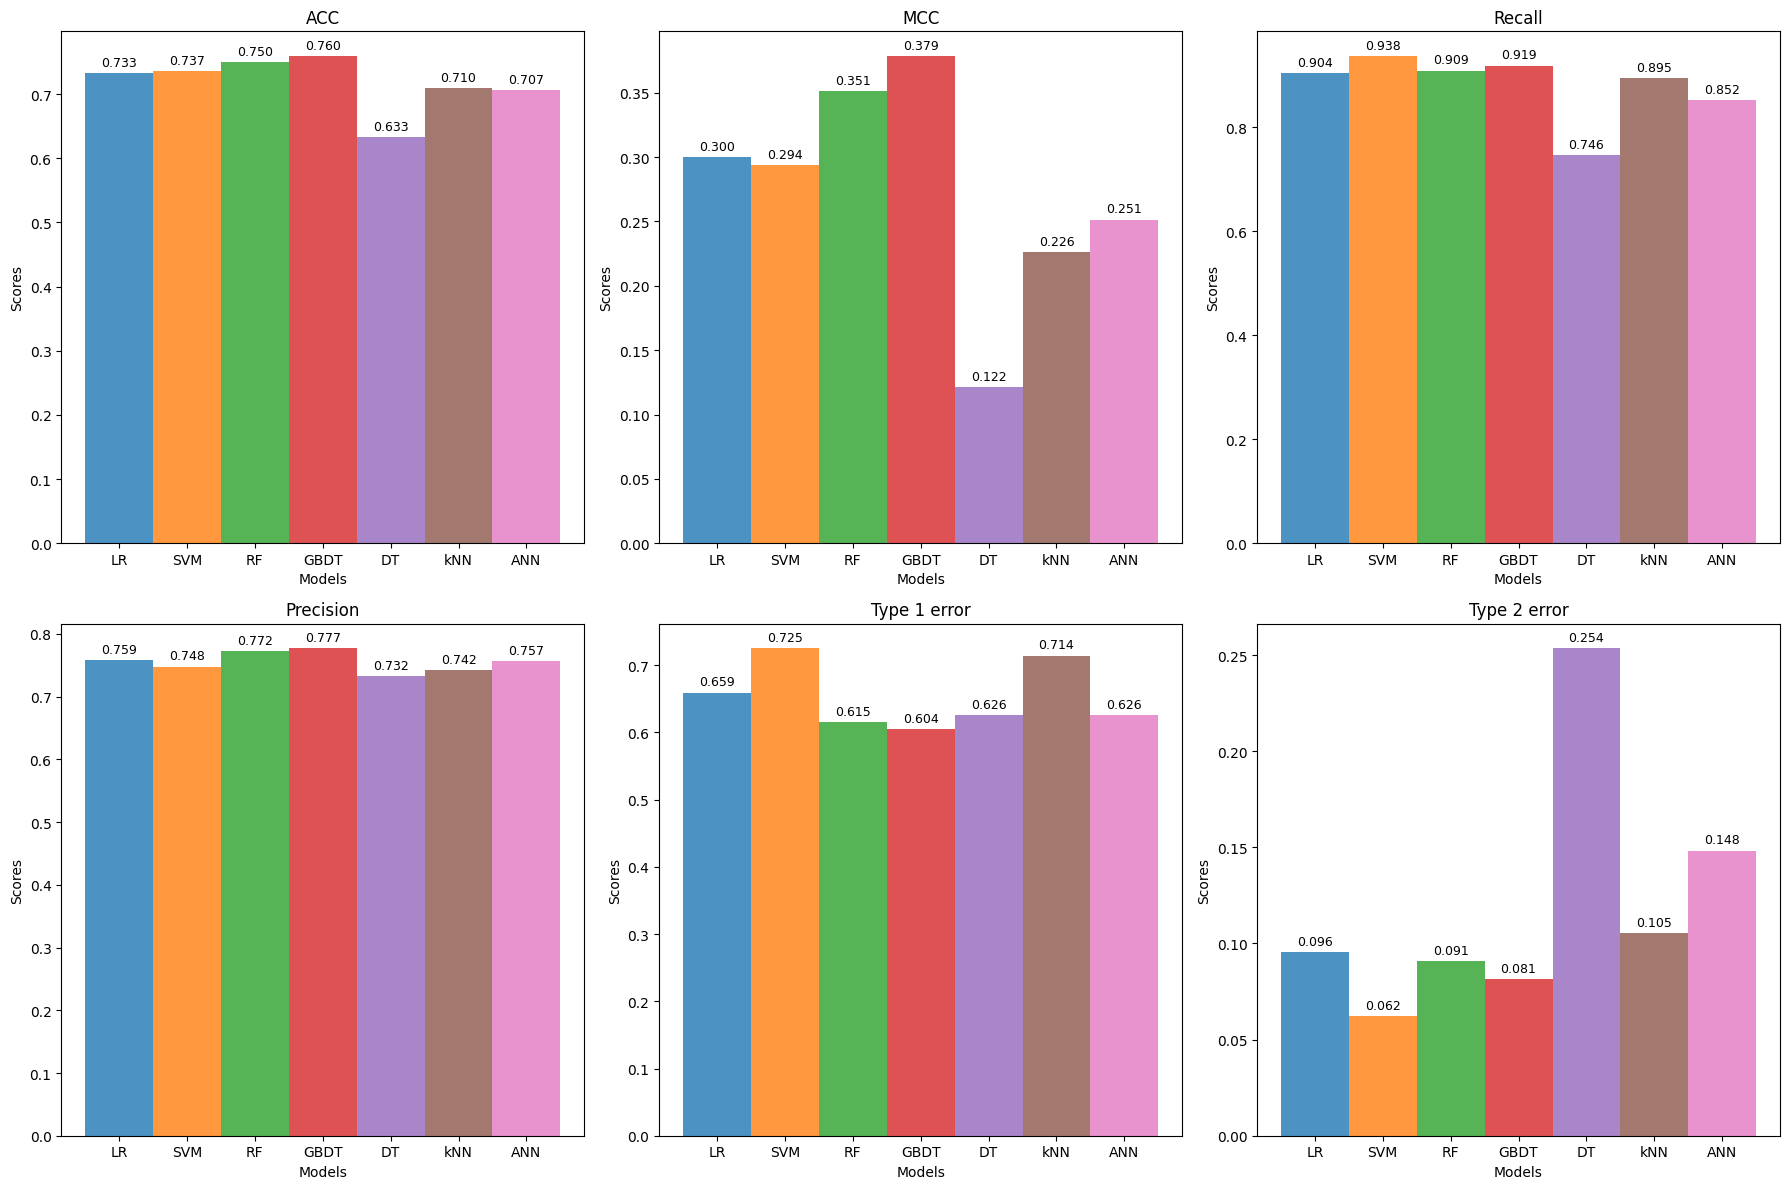 ACC
0.733 0.737 0.750 0.760 0.633 0.710 0.707
0.7
0.6
0.5
0.4
0.3
0.2
0.1
0.0
Scores
LR SVM RF GBDT DT kNN ANN
Models
MCC
0.300 0.294 0.351 0.379 0.122 0.226 0.251
0.35
0.30
0.25
0.20
0.15
0.10
0.05
0.00
Scores
LR SVM RF GBDT DT kNN ANN
Models
Recall
0.904 0.938 0.909 0.919 0.746 0.895 0.852
0.8
0.6
0.4
0.2
0.0
Scores
LR SVM RF GBDT DT kNN ANN
Models
Precision
0.759 0.748 0.772 0.777 0.732 0.742 0.757
0.8
0.7
0.6
0.5
0.4
0.3
0.2
0.1
0.0
Scores
LR SVM RF GBDT DT kNN ANN
Models
Type 1 error
0.659 0.725 0.615 0.604 0.626 0.714 0.626
0.7
0.6
0.5
0.4
0.3
0.2
0.1
0.0
Scores
LR SVM RF GBDT DT kNN ANN
Models
Type 2 error
0.096 0.062 0.091 0.081 0.254 0.105 0.148
0.25
0.20
0.15
0.10
0.05
0.00
Scores
LR SVM RF GBDT DT kNN ANN
Models